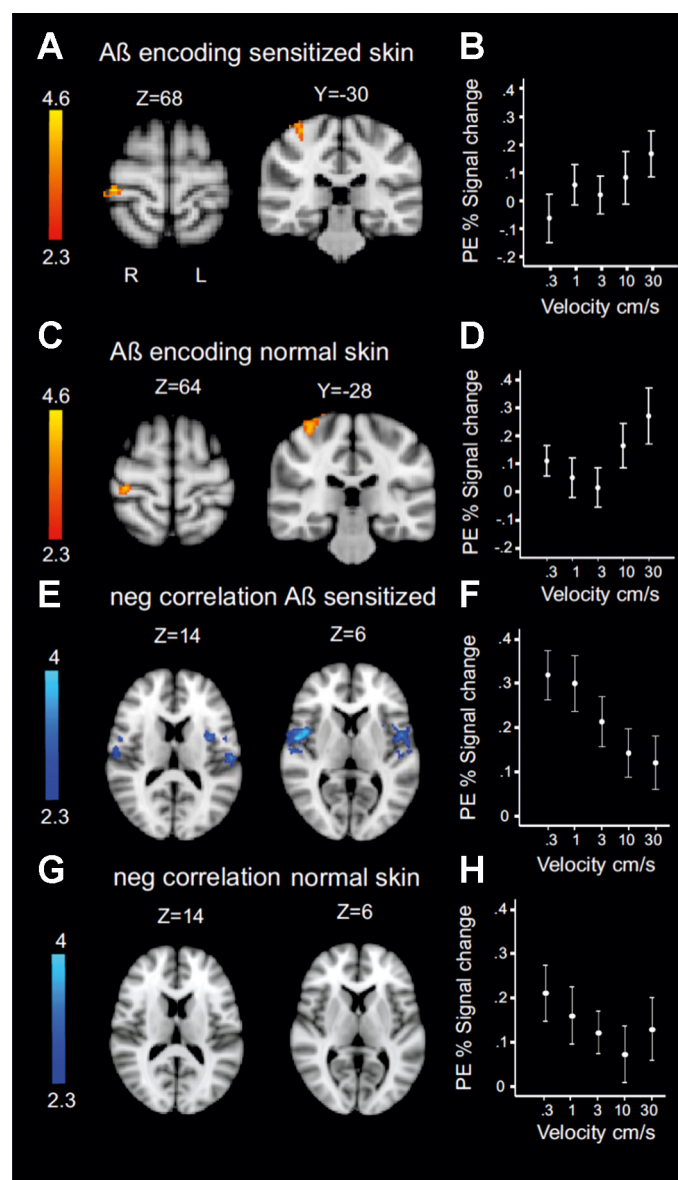 A
Aß encoding sensitized skin
4.6
2.3
Z=68
Y=-30
R
L
B
PE % Signal change
.4
.3
.2
.1
0
-.1
-.2
.3 1 3 10 30
Velocity cm/s
C
Aß encoding normal skin
4.6
2.3
Z=64
Y=-28
D
PE % Signal change
.4
.3
.2
.1
0
-.1
-.2
.3 1 3 10 30
Velocity cm/s
E
neg correlation Aß sensitized
4
2.3
Z=14
Z=6
F
PE % Signal change
.4
.3
.2
.1
0
.3 1 3 10 30
Velocity cm/s
G
neg correlation normal skin
4
2.3
Z=14
Z=6
H
PE % Signal change
.4
.3
.2
.1
0
.3 1 3 10 30
Velocity cm/s